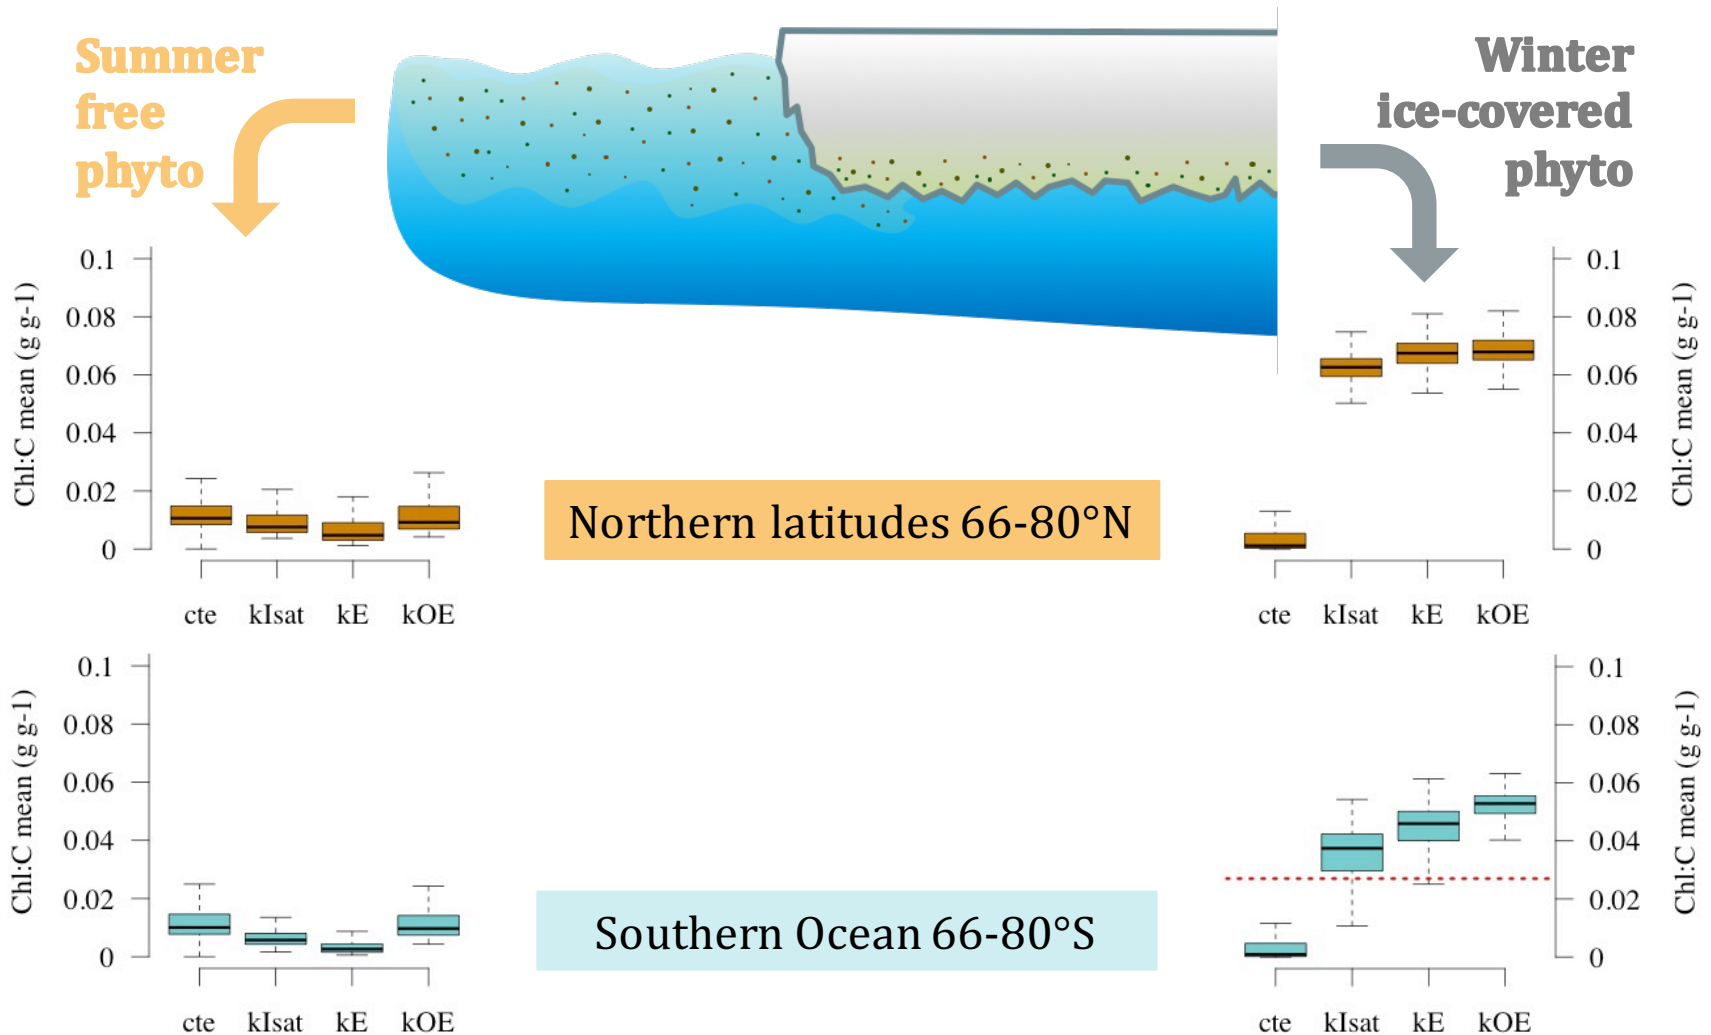 Summer
free
phyto
Winter
ice-covered
phyto
Chl:C mean (g g-1)
0.1
0.08
0.06
0.04
0.02
0
cte kIsat kE kOE
Northern latitudes 66-80°N
0.1
0.08
0.06
0.04
0.02
0
Chl:C mean (g g-1)
cte kIsat kE kOE
Chl:C mean (g g-1)
0.1
0.08
0.06
0.04
0.02
0
cte kIsat kE kOE
Southern Ocean 66-80°S
0.1
0.08
0.06
0.04
0.02
0
Chl:C mean (g g-1)
cte kIsat kE kOE